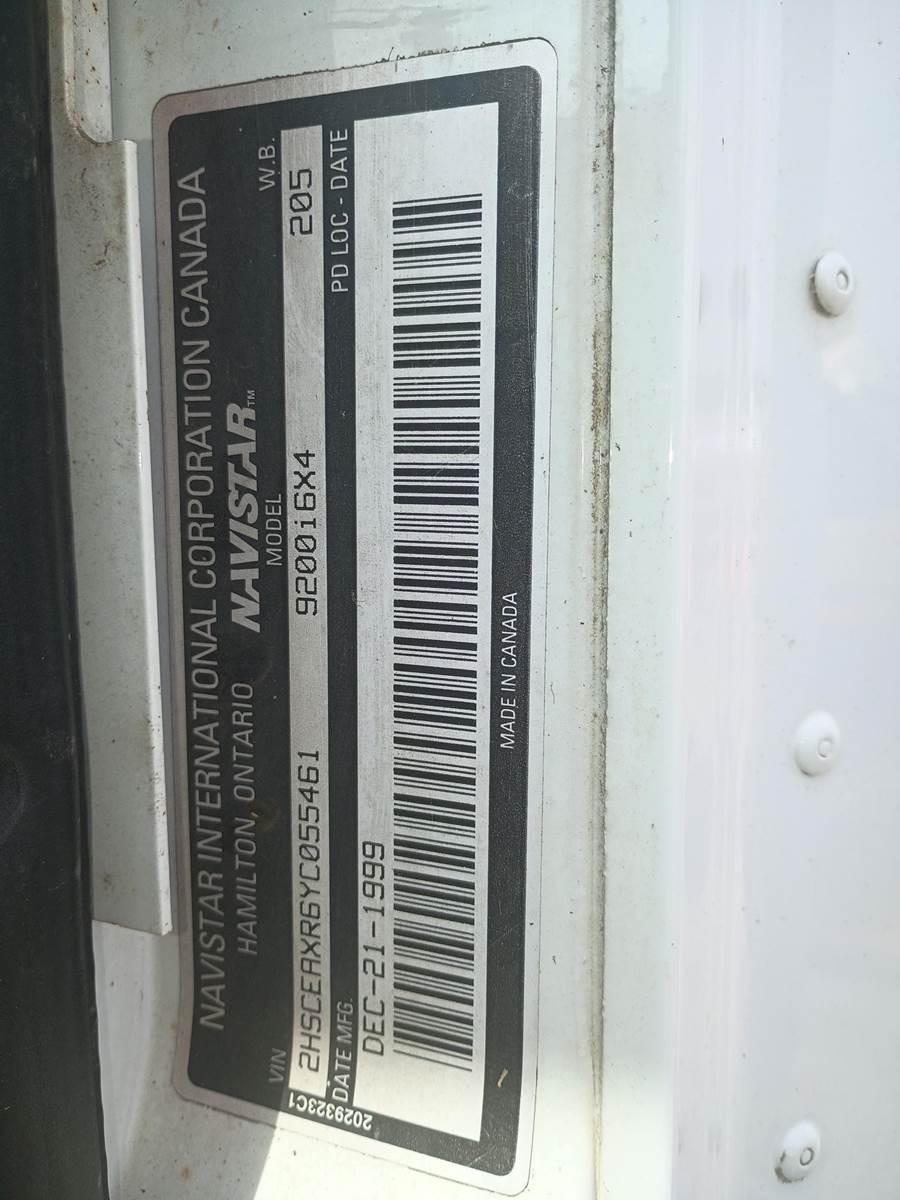 NAVISTAR INTERNATIONAL CORPORATION CANADA
HAMILTON, ONTARIO NAVISTAR™
VIN MODEL W.B.
2HSCEAXR6YC055461 9200i6X4 205
DATE MFG. PD LOC - DATE
DEC-21-1999
MADE IN CANADA
2029323C1